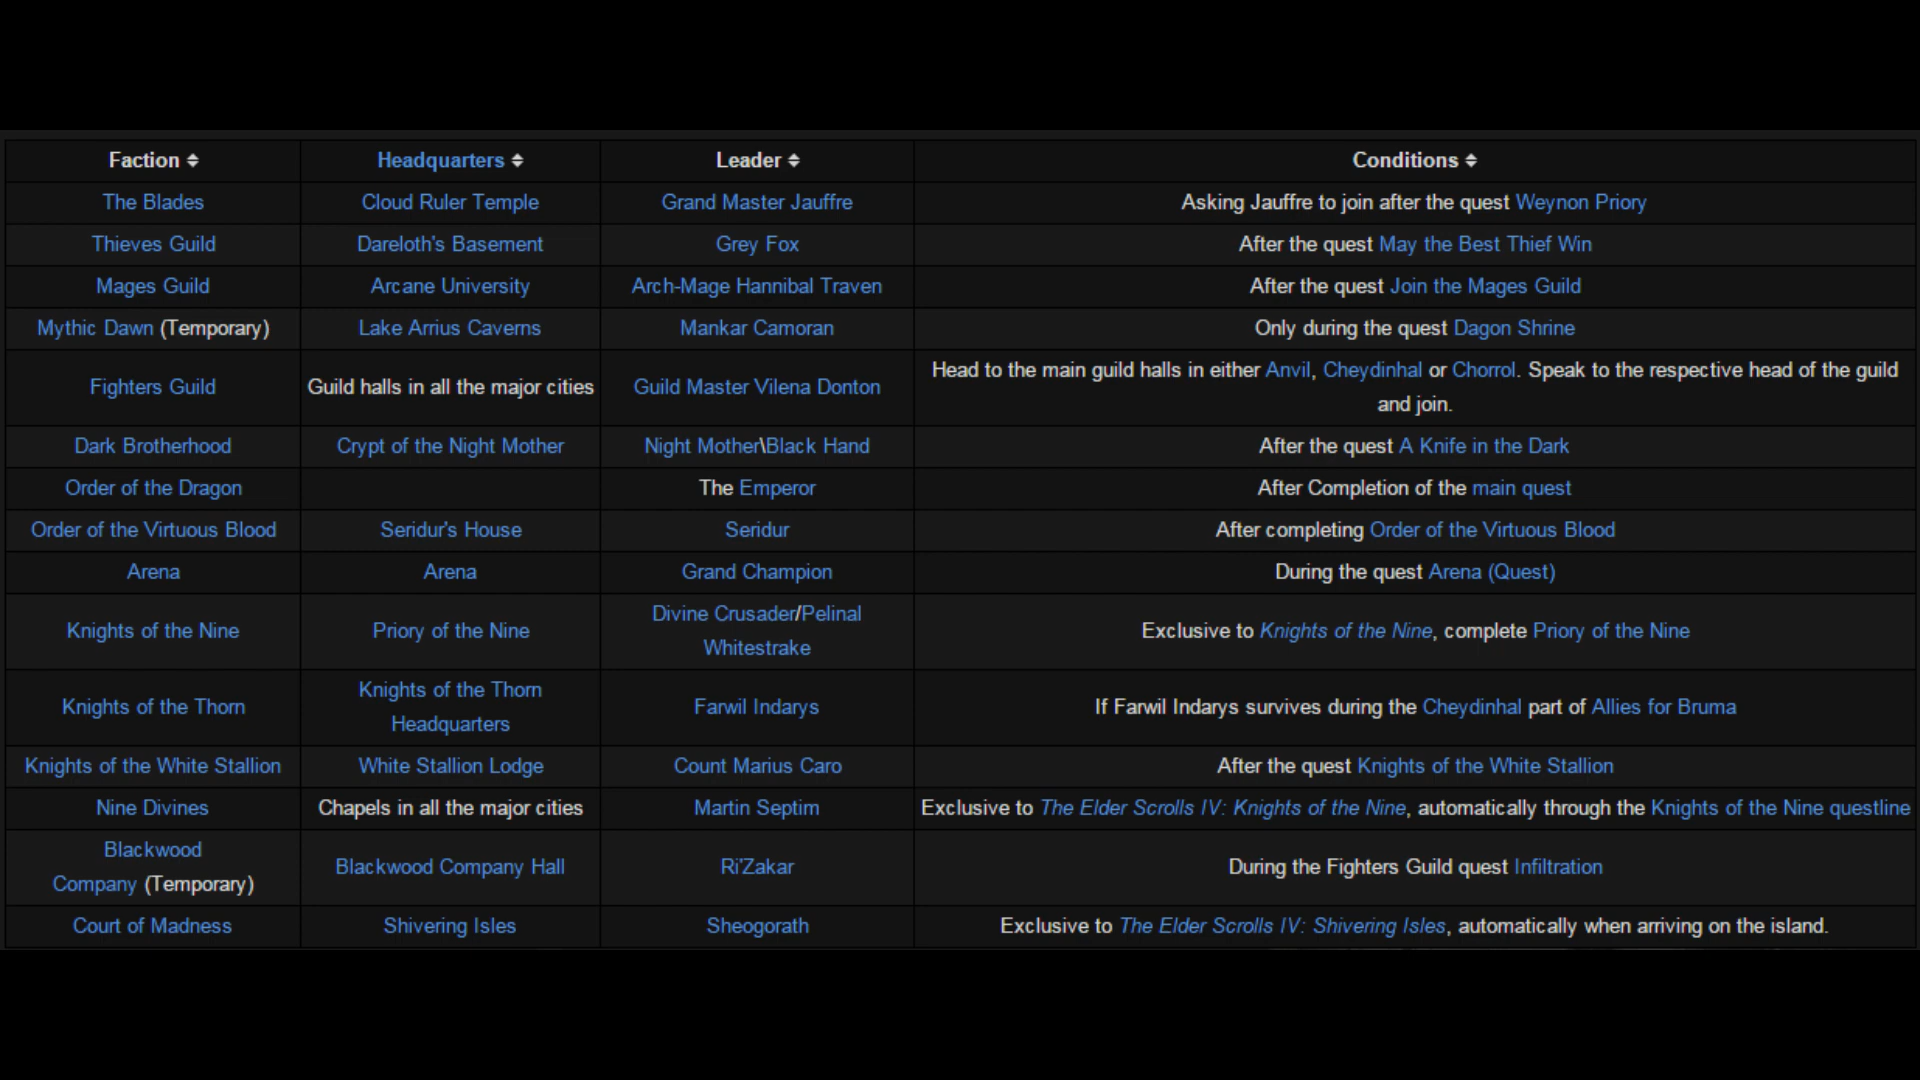 Faction Headquarters Leader Conditions
The Blades Cloud Ruler Temple Grand Master Jauffre Asking Jauffre to join after the quest Weynon Priory
Thieves Guild Dareloth's Basement Grey Fox After the quest May the Best Thief Win
Mages Guild Arcane University Arch-Mage Hannibal Traven After the quest Join the Mages Guild
Mythic Dawn (Temporary) Lake Arrius Caverns Mankar Camoran Only during the quest Dagon Shrine
Fighters Guild Guild halls in all the major cities Guild Master Vilena Donton Head to the main guild halls in either Anvil, Cheydinhal or Chorrol. Speak to the respective head of the guild
and join.
Dark Brotherhood Crypt of the Night Mother Night Mother\Black Hand After the quest A Knife in the Dark
Order of the Dragon The Emperor After Completion of the main quest
Order of the Virtuous Blood Seridur's House Seridur After completing Order of the Virtuous Blood
Arena Arena Grand Champion During the quest Arena (Quest)
Knights of the Nine Priory of the Nine Divine Crusader/Pelinal
Whitestrake Exclusive to Knights of the Nine, complete Priory of the Nine
Knights of the Thorn Knights of the Thorn
Headquarters Farwil Indarys If Farwil Indarys survives during the Cheydinhal part of Allies for Bruma
Knights of the White Stallion White Stallion Lodge Count Marius Caro After the quest Knights of the White Stallion
Nine Divines Chapels in all the major cities Martin Septim Exclusive to The Elder Scrolls IV: Knights of the Nine, automatically through the Knights of the Nine questline
Blackwood
Company (Temporary) Blackwood Company Hall Ri'Zakar During the Fighters Guild quest Infiltration
Court of Madness Shivering Isles Sheogorath Exclusive to The Elder Scrolls IV: Shivering Isles, automatically when arriving on the island.